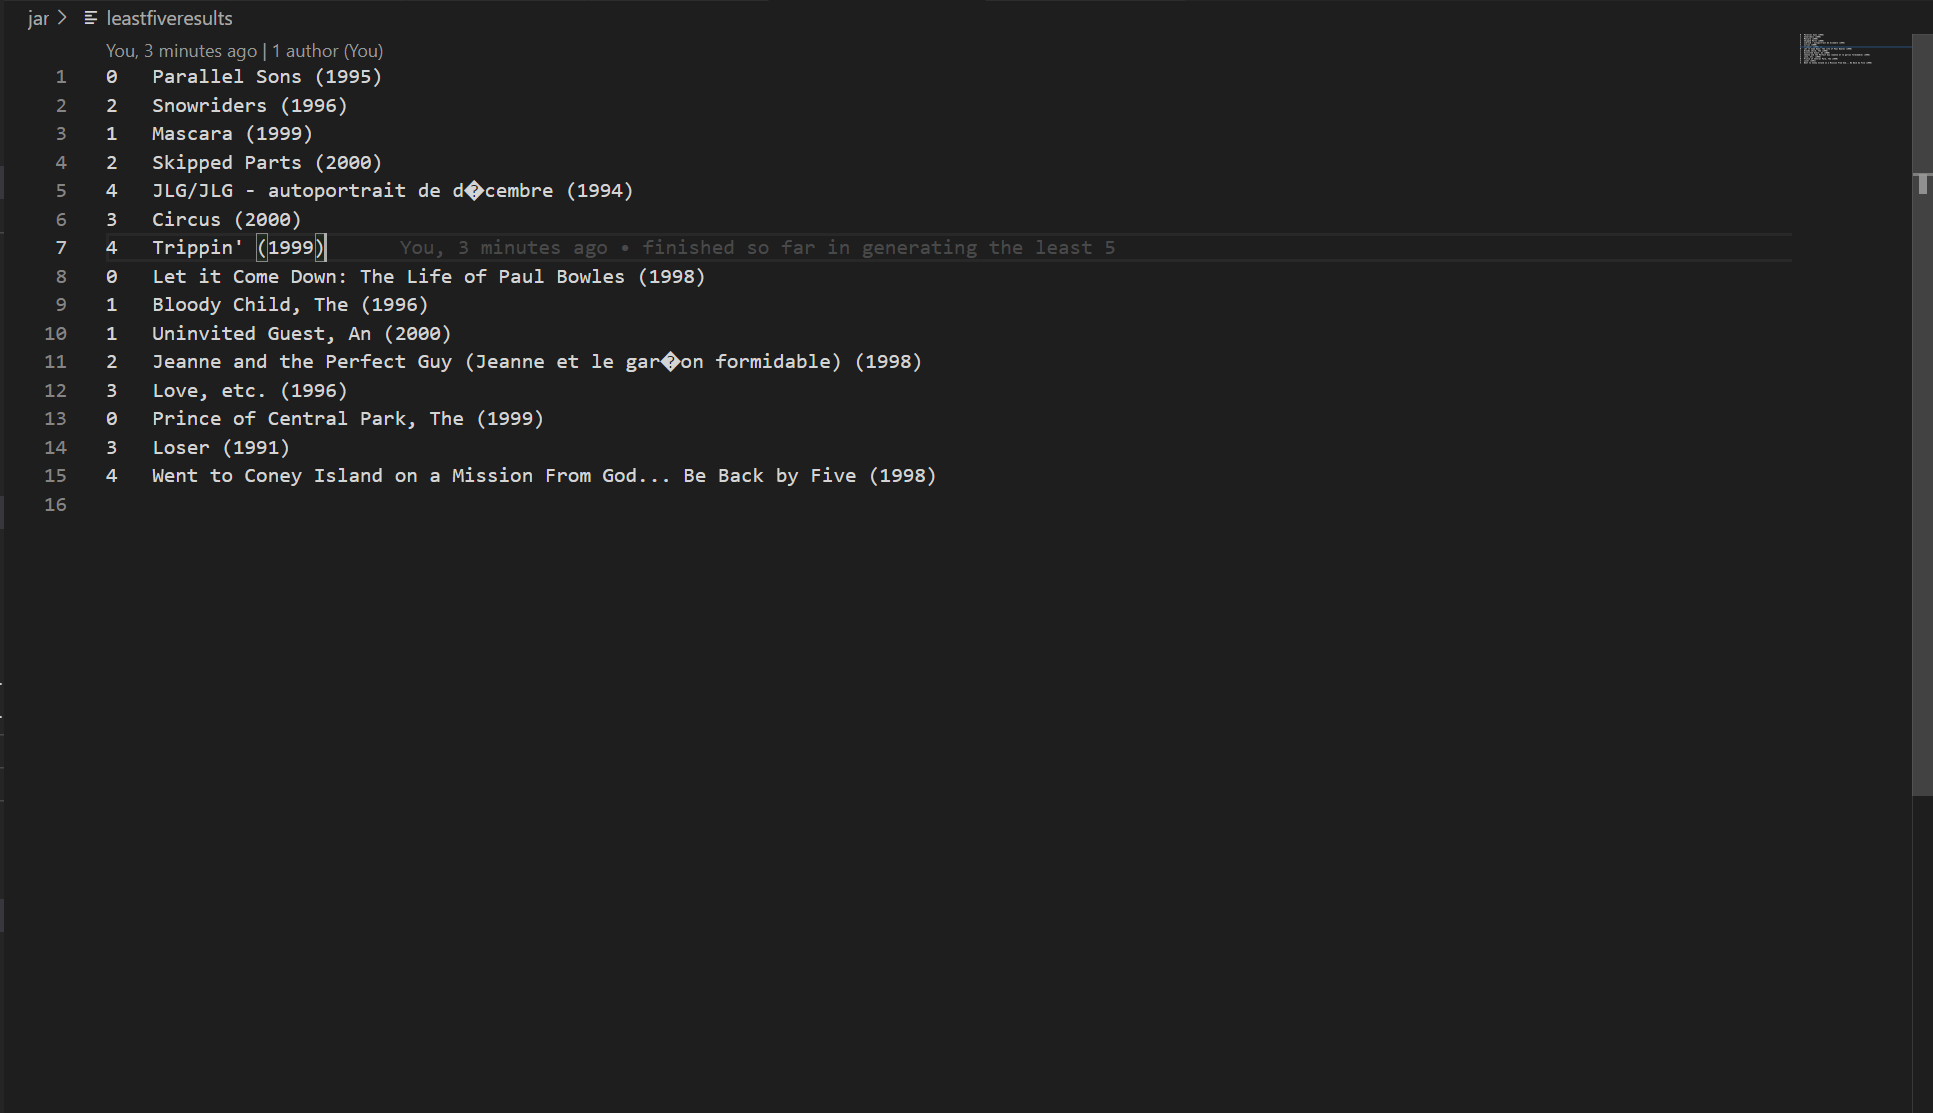 jar > leastfiveresults
You, 3 minutes ago | 1 author (You)
1 0 Parallel Sons (1995)
2 2 Snowriders (1996)
3 1 Mascara (1999)
4 2 Skipped Parts (2000)
5 4 JLG/JLG - autoportrait de d�cembre (1994)
6 3 Circus (2000)
7 4 Trippin' (1999) You, 3 minutes ago • finished so far in generating the least 5
8 0 Let it Come Down: The Life of Paul Bowles (1998)
9 1 Bloody Child, The (1996)
10 1 Uninvited Guest, An (2000)
11 2 Jeanne and the Perfect Guy (Jeanne et le gar�on formidable) (1998)
12 3 Love, etc. (1996)
13 0 Prince of Central Park, The (1999)
14 3 Loser (1991)
15 4 Went to Coney Island on a Mission From God... Be Back by Five (1998)
16